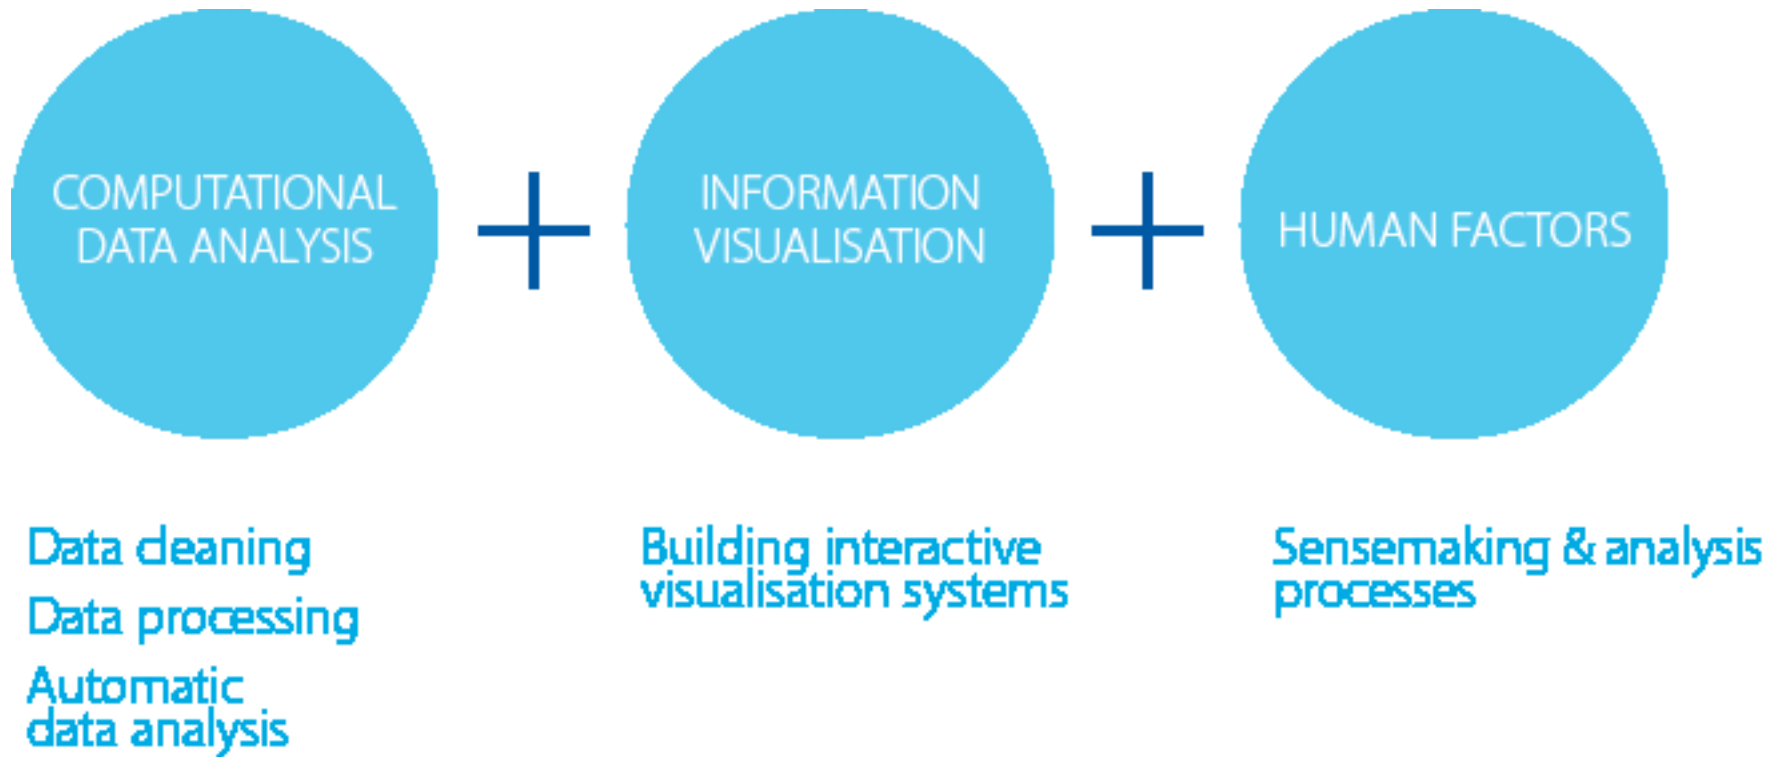 COMPUTATIONAL
DATA ANALYSIS
INFORMATION
VISUALISATION
HUMAN FACTORS
Data cleaning
Data processing
Automatic
data analysis
Building interactive
visualisation systems
Sensemaking & analysis
processes